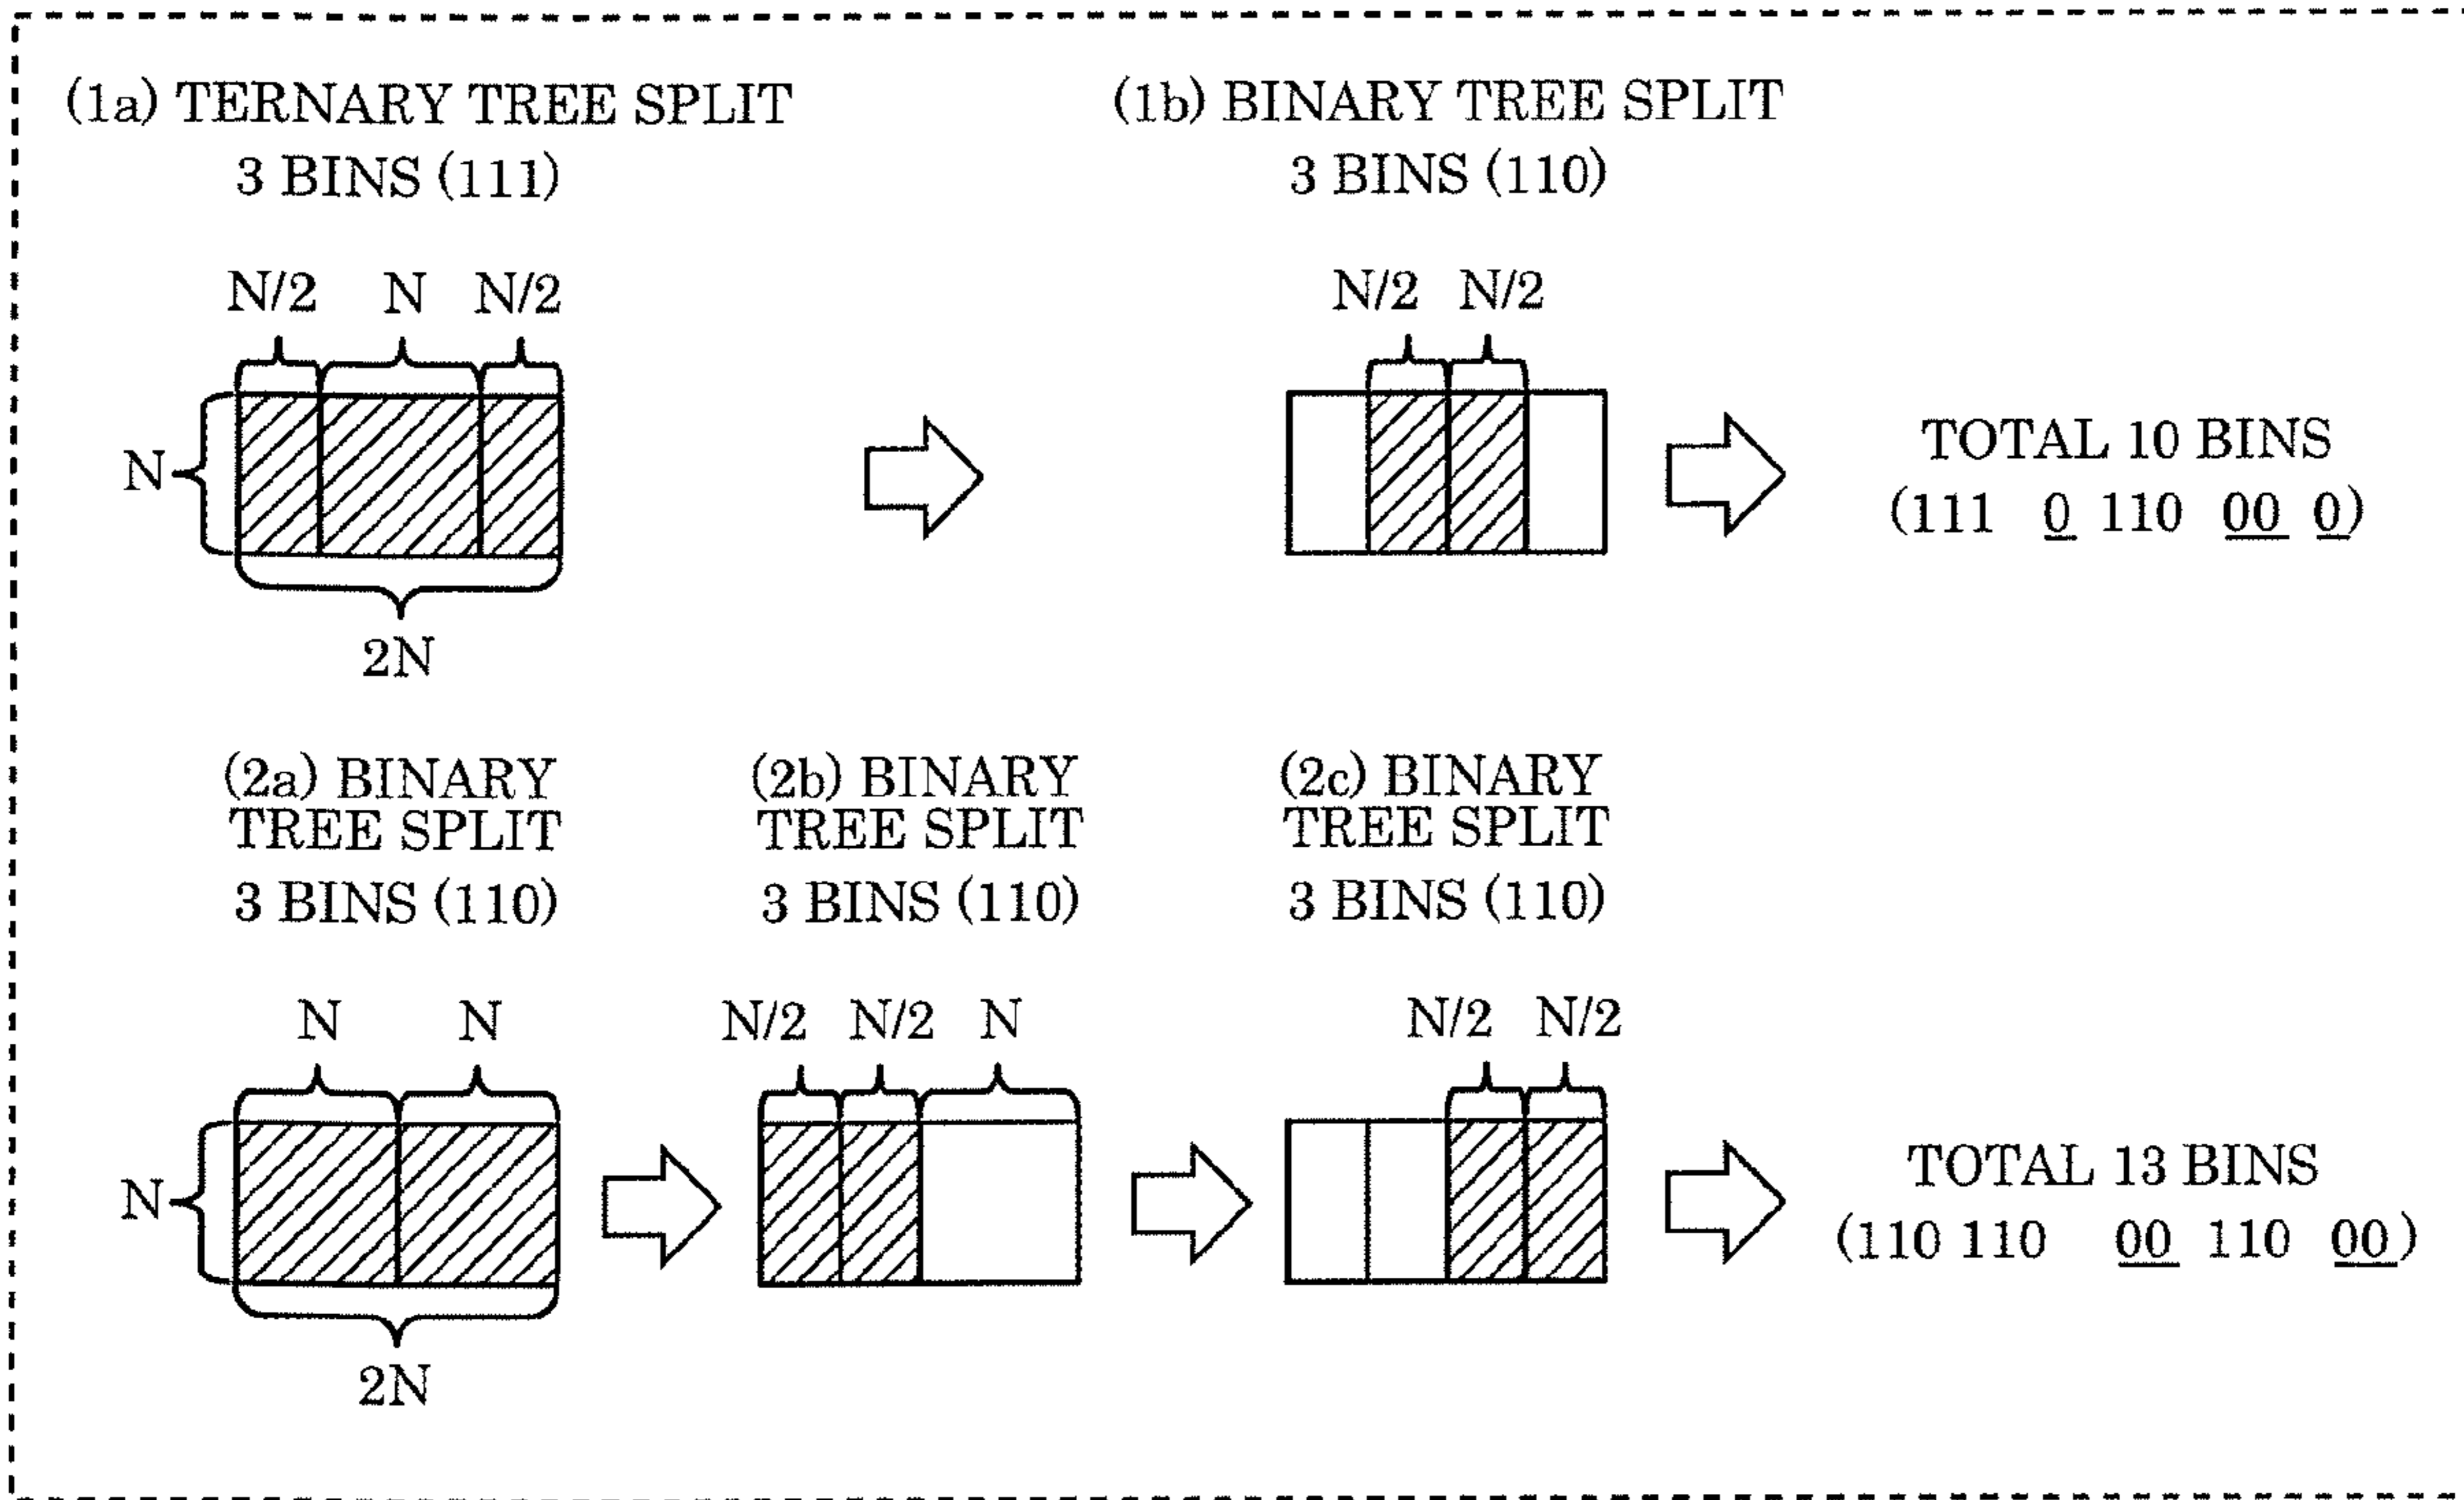 (1a) TERNARY TREE SPLIT
3 BINS (111)
(1b) BINARY TREE SPLIT
3 BINS (110)
N/2 N N/2
N
2N
N/2 N/2
TOTAL 10 BINS
(111 0 110 00 0)
(2a) BINARY
TREE SPLIT
3 BINS (110)
(2b) BINARY
TREE SPLIT
3 BINS (110)
(2c) BINARY
TREE SPLIT
3 BINS (110)
N N
N
2N
N/2 N/2 N
N/2 N/2
TOTAL 13 BINS
(110 110 00 110 00)